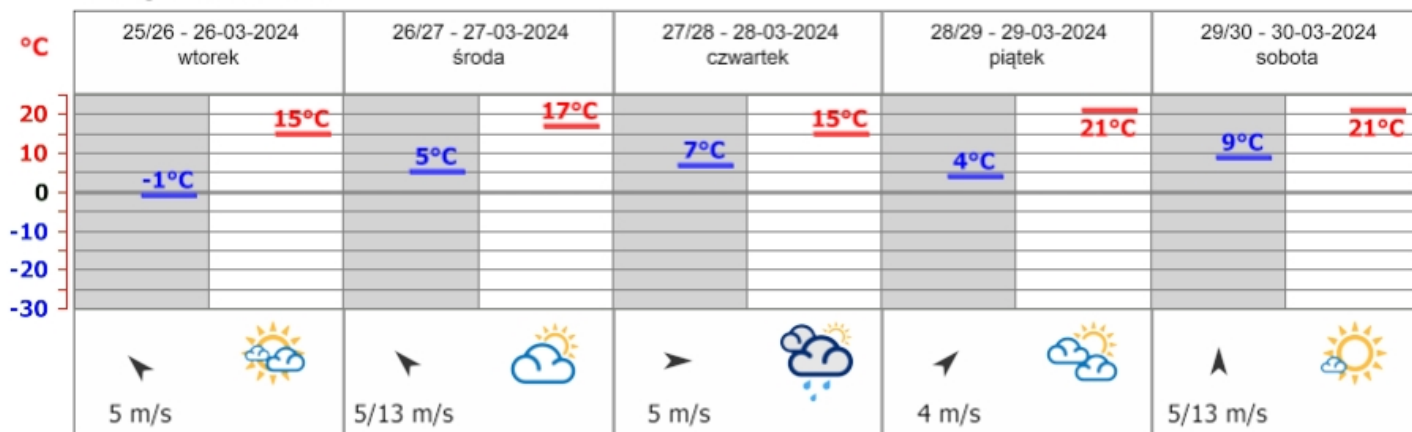 25/26 - 26-03-2024
wtorek
26/27 - 27-03-2024
środa
27/28 - 28-03-2024
czwartek
28/29 - 29-03-2024
piątek
29/30 - 30-03-2024
sobota
°C
20
10
0
-10
-20
-30
-1°C
15°C
5°C
17°C
7°C
15°C
4°C
21°C
9°C
21°C
5 m/s
5/13 m/s
5 m/s
4 m/s
5/13 m/s